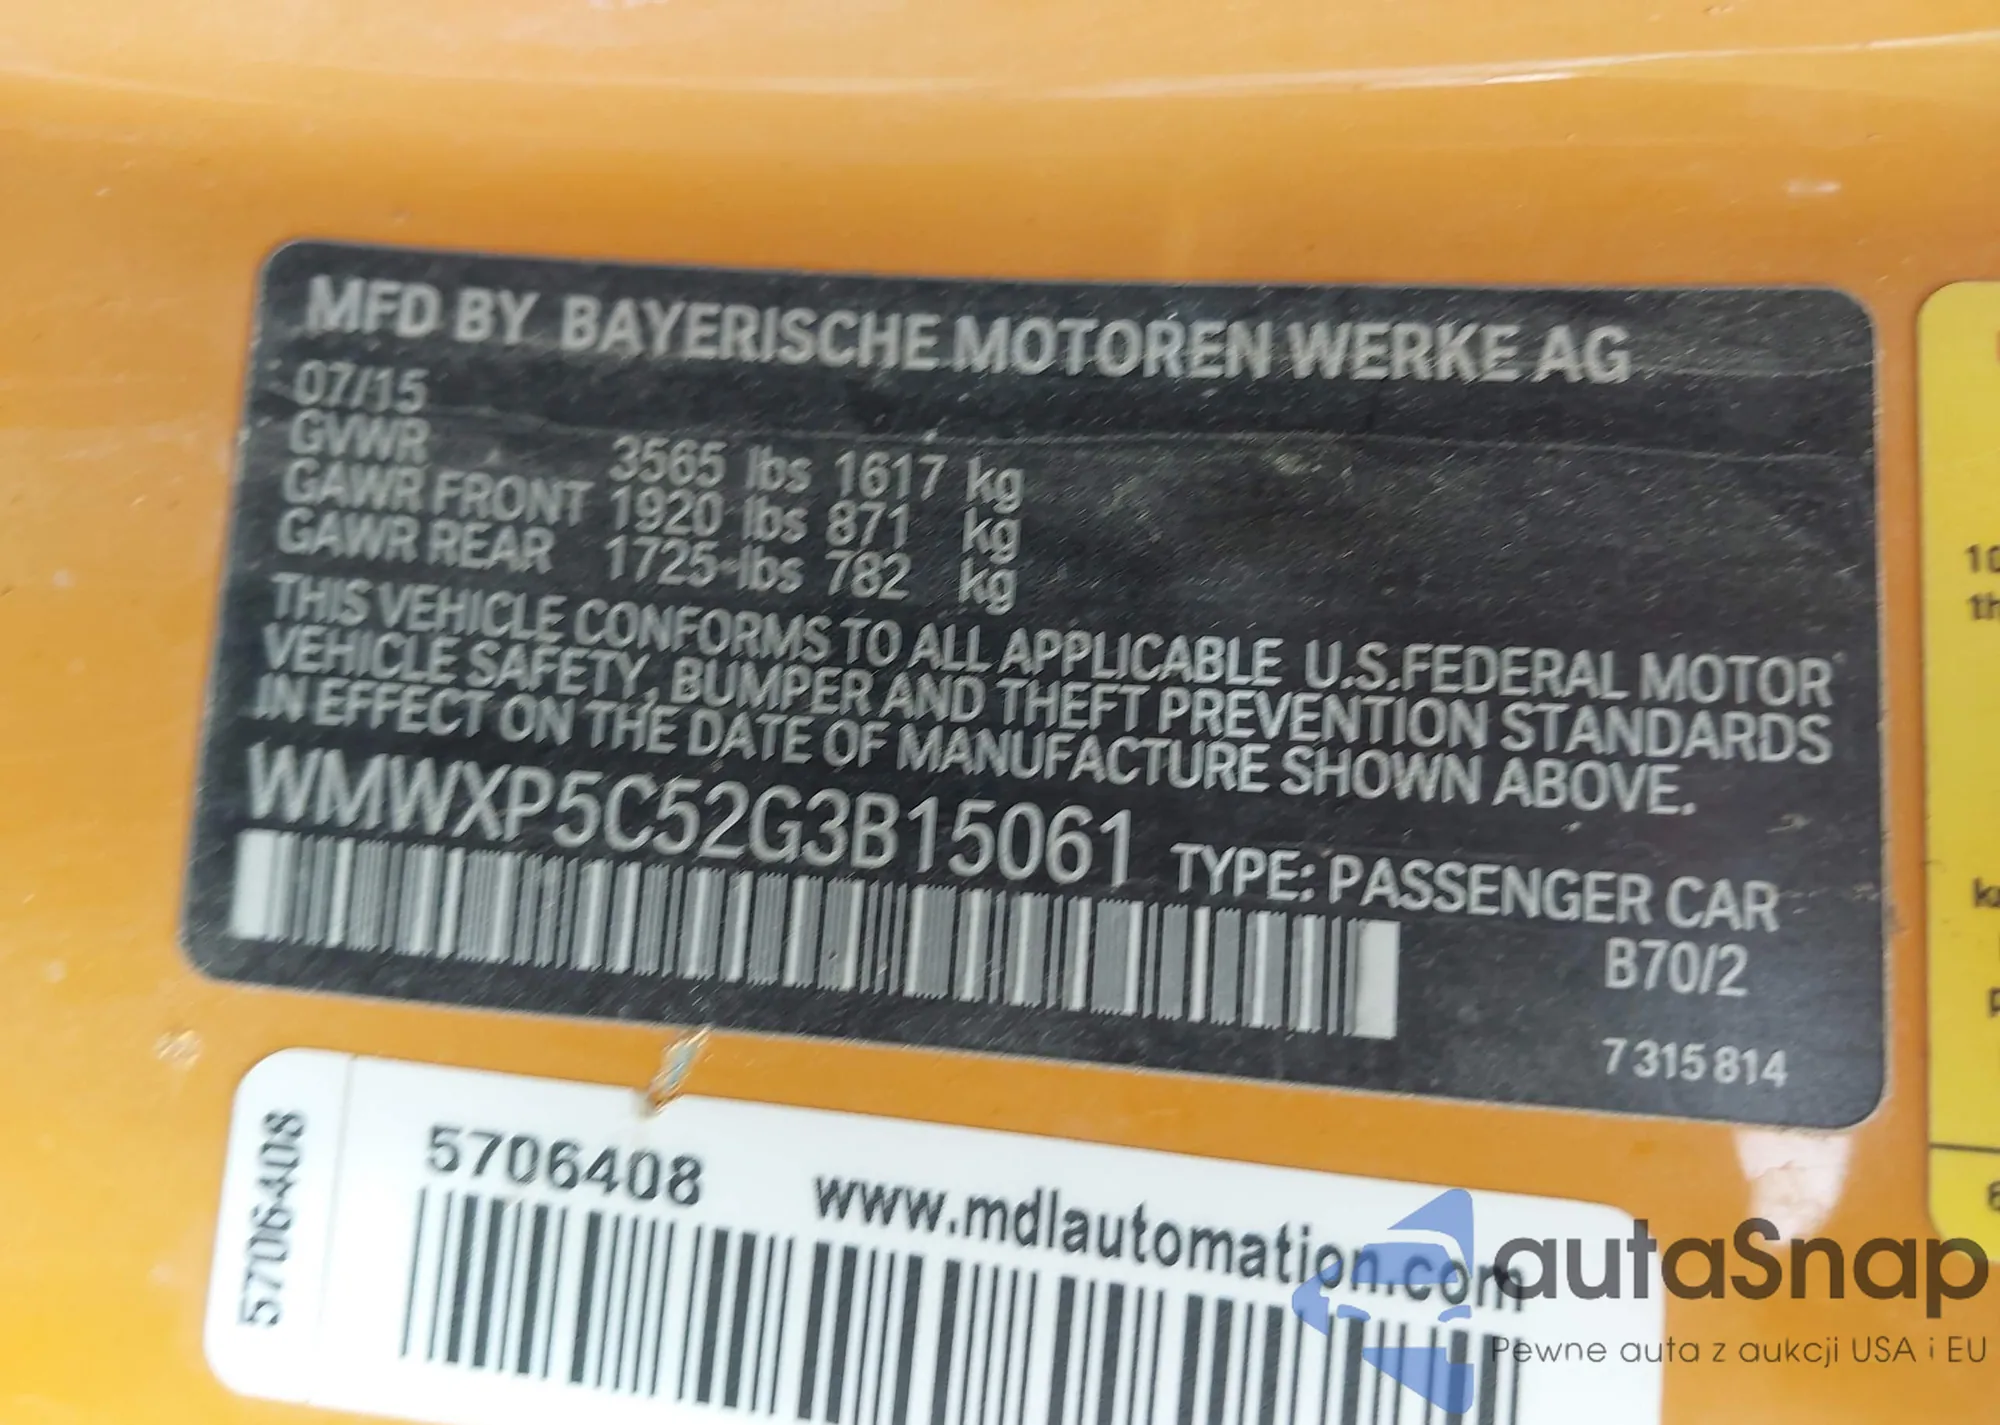 MFD BY BAYERISCHE MOTOREN WERKE AG
07/15
GVWR 3565 lbs 1617 kg
GAWR FRONT 1920 lbs 871 kg
GAWR REAR 1725 lbs 782 kg
THIS VEHICLE CONFORMS TO ALL APPLICABLE U.S.FEDERAL MOTOR
VEHICLE SAFETY, BUMPER AND THEFT PREVENTION STANDARDS
IN EFFECT ON THE DATE OF MANUFACTURE SHOWN ABOVE.
WMWXP5C52G3B15061 TYPE: PASSENGER CAR
B70/2
7315814
5706408
5706408
www.mdlautomation.com
autaSnap
Pewne auta z aukcji USA i EU
10